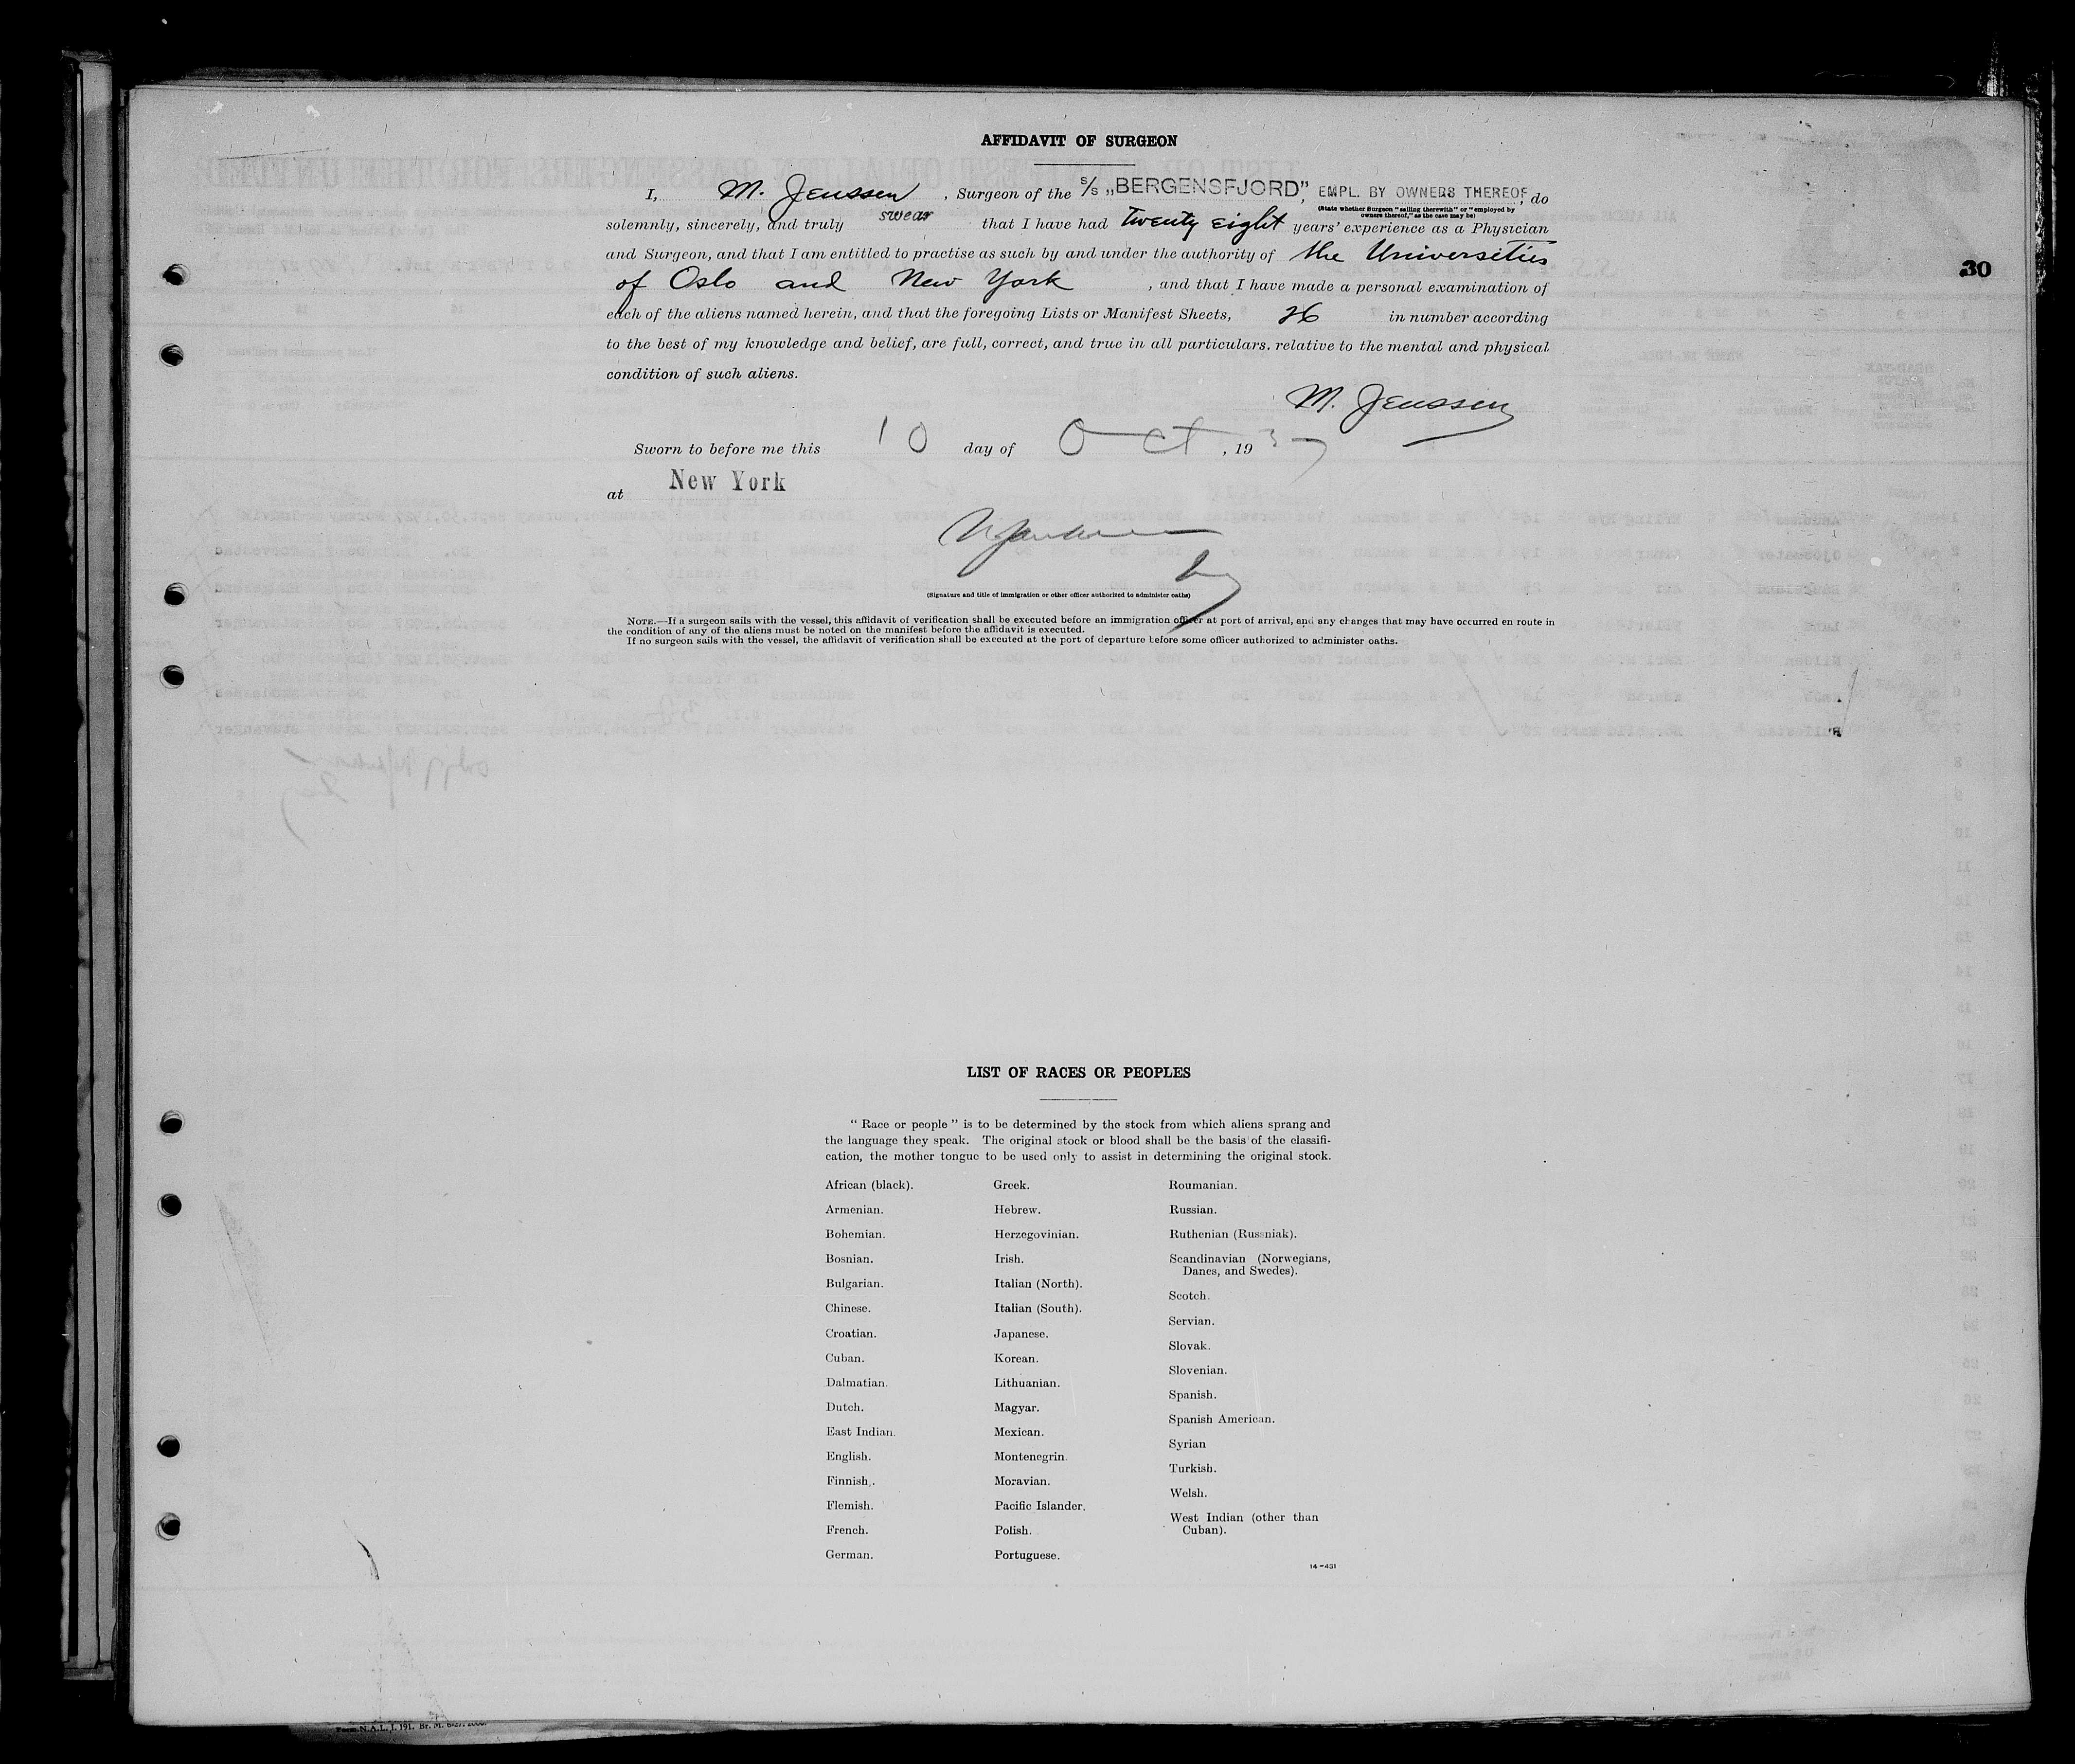 AFFIDAVIT OF SURGEON
I, M. Jenssen, Surgeon of the S/S „BERGENSFJORD”, EMPL. BY OWNERS THEREOF, do
(State whether Surgeon "sailing therewith" or "employed by owners thereof," as the case may be)
solemnly, sincerely, and truly swear that I have had twenty eight years' experience as a Physician
and Surgeon, and that I am entitled to practise as such by and under the authority of the Universities
of Oslo and New York, and that I have made a personal examination of
each of the aliens named herein, and that the foregoing Lists or Manifest Sheets, 26 in number according
to the best of my knowledge and belief, are full, correct, and true in all particulars. relative to the mental and physical
condition of such aliens.
M. Jenssen
Sworn to before me this 10 day of Oct, 19
at New York
(Signature and title of immigration or other officer authorized to administer oaths)
NOTE.—If a surgeon sails with the vessel, this affidavit of verification shall be executed before an immigration officer at port of arrival, and any changes that may have occurred en route in
the condition of any of the aliens must be noted on the manifest before the affidavit is executed.
If no surgeon sails with the vessel, the affidavit of verification shall be executed at the port of departure before some officer authorized to administer oaths.
30
LIST OF RACES OR PEOPLES
"Race or people" is to be determined by the stock from which aliens sprang and
the language they speak. The original stock or blood shall be the basis of the classifi-
cation, the mother tongue to be used only to assist in determining the original stock.
African (black).
Armenian.
Bohemian.
Bosnian.
Bulgarian.
Chinese.
Croatian.
Cuban.
Dalmatian.
Dutch.
East Indian.
English.
Finnish.
Flemish.
French.
German.
Greek.
Hebrew.
Herzegovinian.
Irish.
Italian (North).
Italian (South).
Japanese.
Korean.
Lithuanian.
Magyar.
Mexican.
Montenegrin.
Moravian.
Pacific Islander.
Polish.
Portuguese.
Roumanian.
Russian.
Ruthenian (Russniak).
Scandinavian (Norwegians,
Danes, and Swedes).
Scotch.
Servian.
Slovak.
Slovenian.
Spanish.
Spanish American.
Syrian
Turkish.
Welsh.
West Indian (other than
Cuban).
14-431
Form N.A.L. J. 191. Br. M.